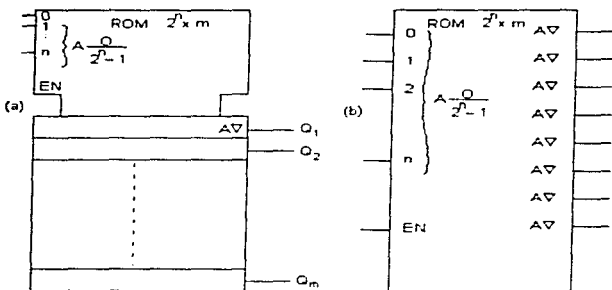 0
1
n
ROM 2ⁿ x m
A 0
2ⁿ-1
EN
(a)
A▽
Q₁
Q₂
Qₘ
(b)
ROM 2ⁿ x m
0
1
2
n
A 0
2ⁿ-1
EN
A▽
A▽
A▽
A▽
A▽
A▽
A▽
A▽